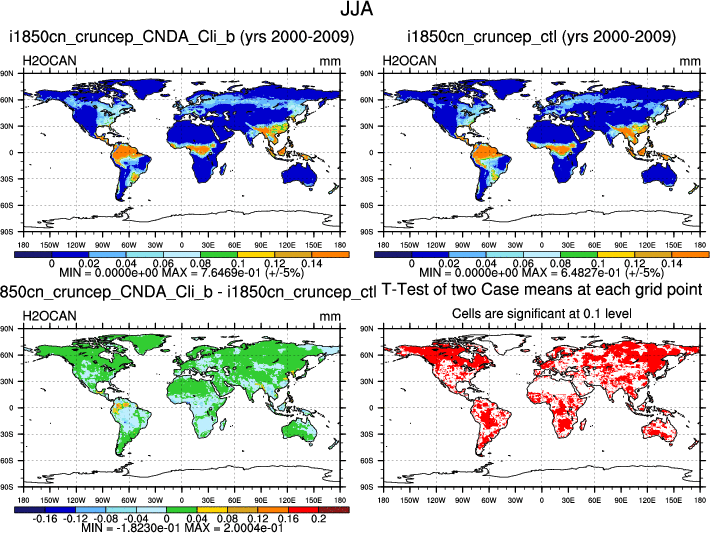 JJA
i1850cn_cruncep_CNDA_Cli_b (yrs 2000-2009)
H2OCAN mm
90N
60N
30N
0
30S
60S
90S
180 150W 120W 90W 60W 30W 0 30E 60E 90E 120E 150E 180
0 0.02 0.04 0.06 0.08 0.1 0.12 0.14
MIN = 0.0000e+00 MAX = 7.6469e-01 (+/-5%)
i1850cn_cruncep_ctl (yrs 2000-2009)
H2OCAN mm
90N
60N
30N
0
30S
60S
90S
180 150W 120W 90W 60W 30W 0 30E 60E 90E 120E 150E 180
0 0.02 0.04 0.06 0.08 0.1 0.12 0.14
MIN = 0.0000e+00 MAX = 6.4827e-01 (+/-5%)
850cn_cruncep_CNDA_Cli_b - i1850cn_cruncep_ctl
H2OCAN mm
90N
60N
30N
0
30S
60S
90S
180 150W 120W 90W 60W 30W 0 30E 60E 90E 120E 150E 180
-0.16 -0.12 -0.08 -0.04 0 0.04 0.08 0.12 0.16 0.2
MIN = -1.8230e-01 MAX = 2.0004e-01
T-Test of two Case means at each grid point
Cells are significant at 0.1 level
90N
60N
30N
0
30S
60S
90S
180 150W 120W 90W 60W 30W 0 30E 60E 90E 120E 150E 180